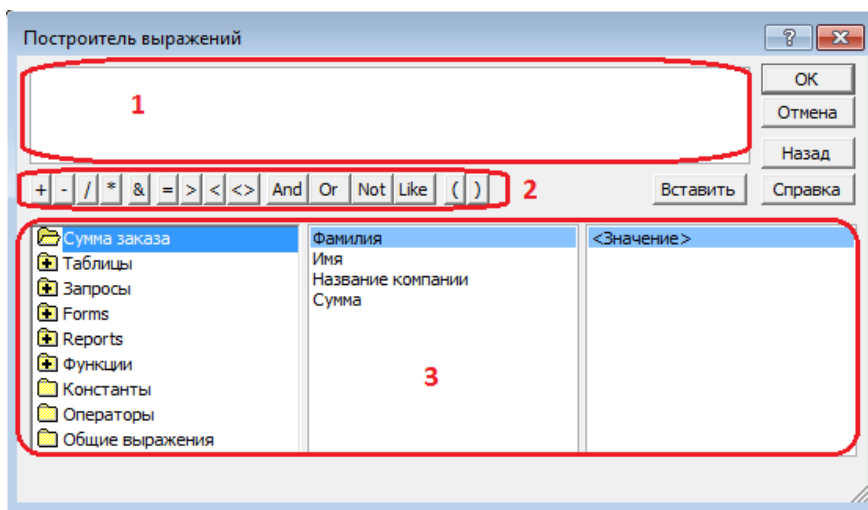 Построитель выражений
1
ОК
Отмена
Назад
+ - / * & = > < <> And Or Not Like ( ) 2 Вставить Справка
Сумма заказа Фамилия <Значение>
Таблицы Имя
Запросы Название компании
Forms Сумма
Reports
Функции
3
Константы
Операторы
Общие выражения